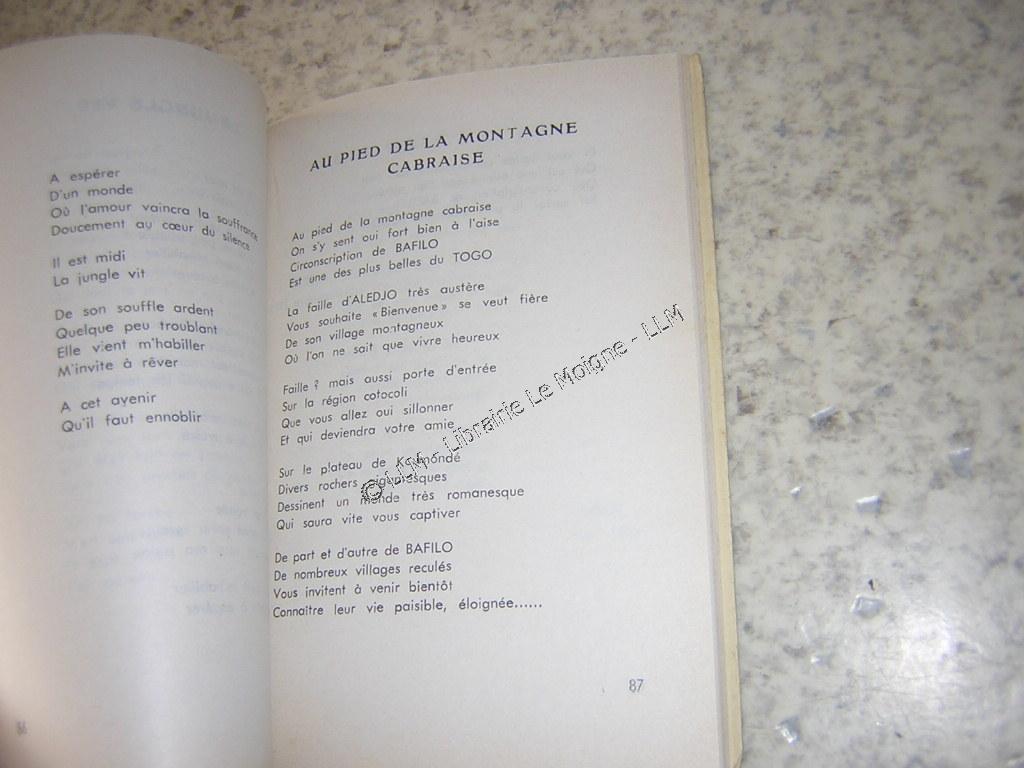 A espérer
D'un monde
Où l'amour vaincra la souffrance
Doucement au cœur du silence
Il est midi
La jungle vit
De son souffle ardent
Quelque peu troublant
Elle vient m'habiller
M'invite à rêver
A cet avenir
Qu'il faut ennoblir
AU PIED DE LA MONTAGNE
CABRAISE
Au pied de la montagne cabraise
On s'y sent oui fort bien à l'aise
Circonscription de BAFILO
Est une des plus belles du TOGO
La faille d'ALEDJO très austère
Vous souhaite « Bienvenue » se veut fière
De son village montagneux
Où l'on ne sait que vivre heureux
Faille ? mais aussi porte d'entrée
Sur la région cotocoli
Que vous allez oui sillonner
Et qui deviendra votre amie
Sur le plateau de
Divers rochers
Dessinent un monde très romanesque
Qui saura vite vous captiver
De part et d'autre de BAFILO
De nombreux villages reculés
Vous invitent à venir bientôt
Connaître leur vie paisible, éloignée......
87
© LLM - Librairie Le Moigne - LLM